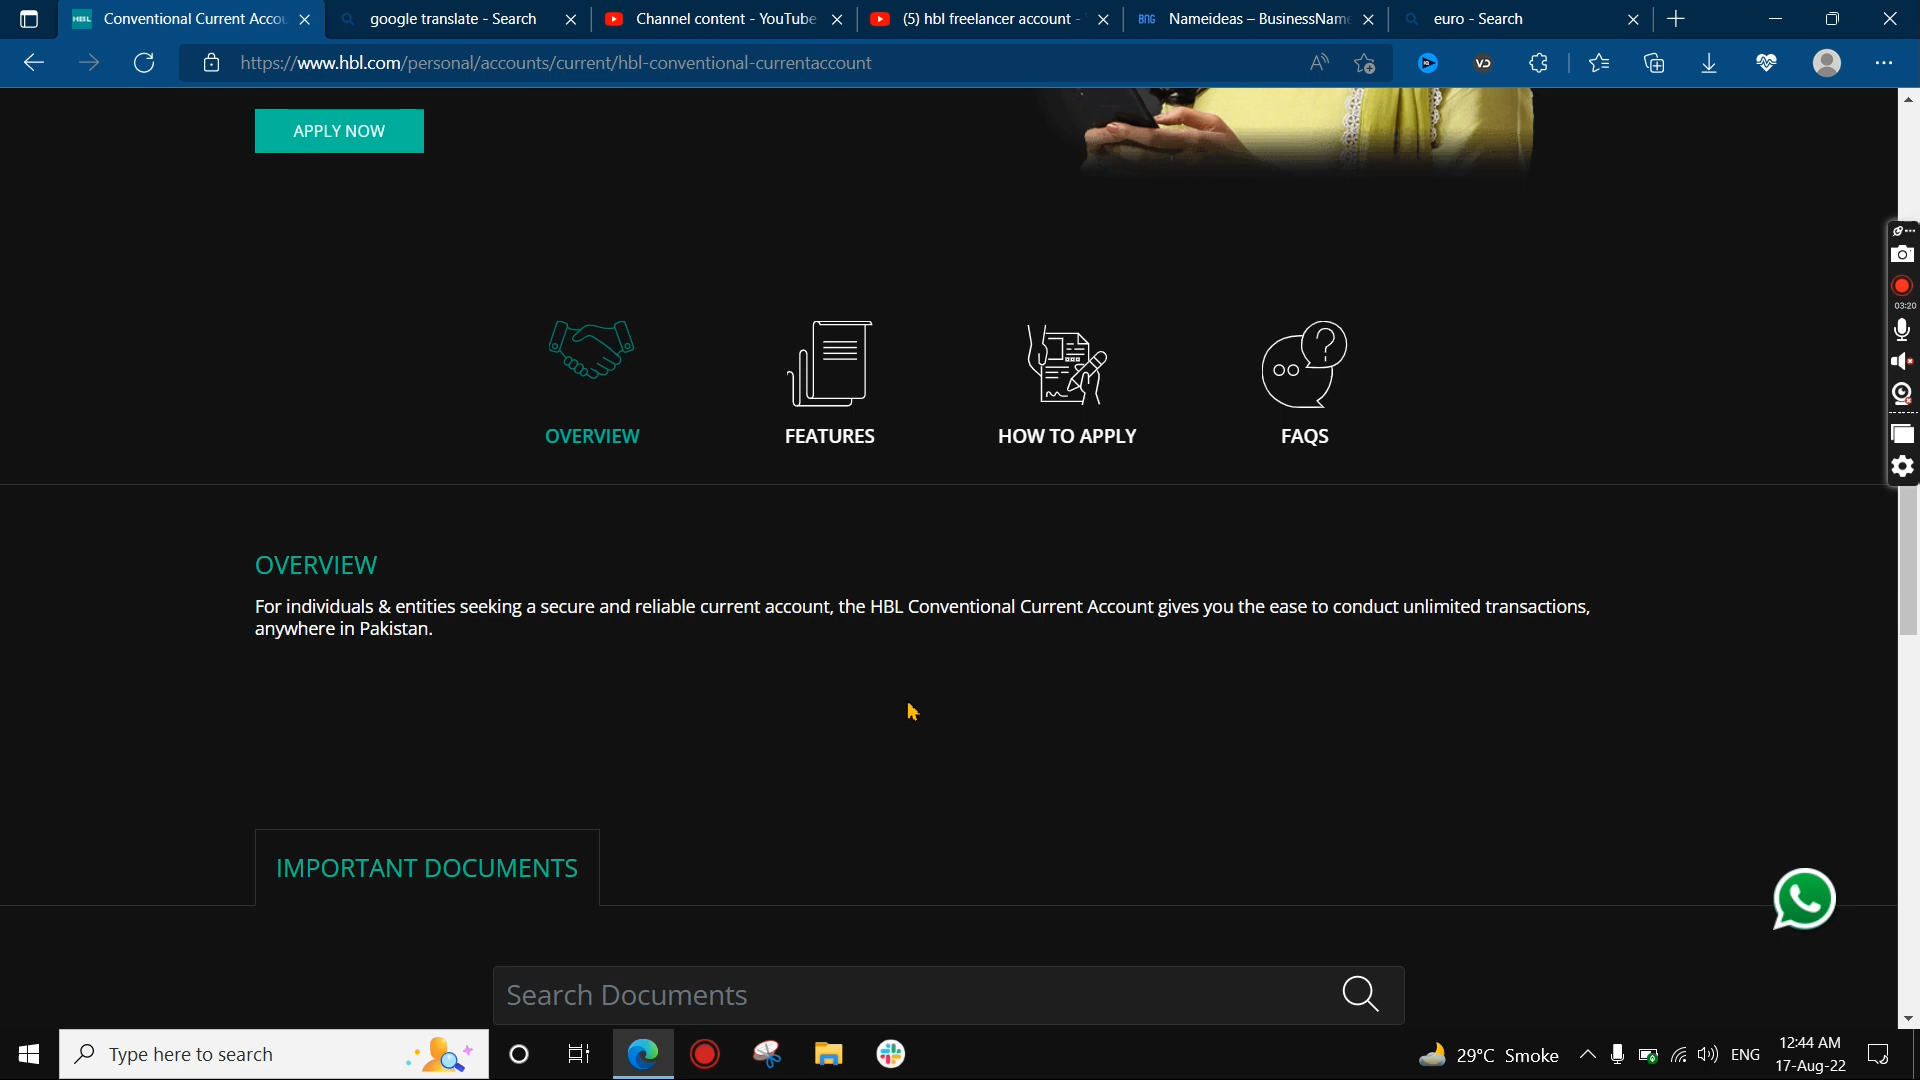 Conventional Current Accou
google translate - Search
Channel content - YouTube
(5) hbl freelancer account -
BNG Nameideas – BusinessName
euro - Search
https://www.hbl.com/personal/accounts/current/hbl-conventional-currentaccount
APPLY NOW
03:20
OVERVIEW
FEATURES
HOW TO APPLY
FAQS
OVERVIEW
For individuals & entities seeking a secure and reliable current account, the HBL Conventional Current Account gives you the ease to conduct unlimited transactions,
anywhere in Pakistan.
IMPORTANT DOCUMENTS
Search Documents
Type here to search
29°C Smoke
ENG
12:44 AM
17-Aug-22